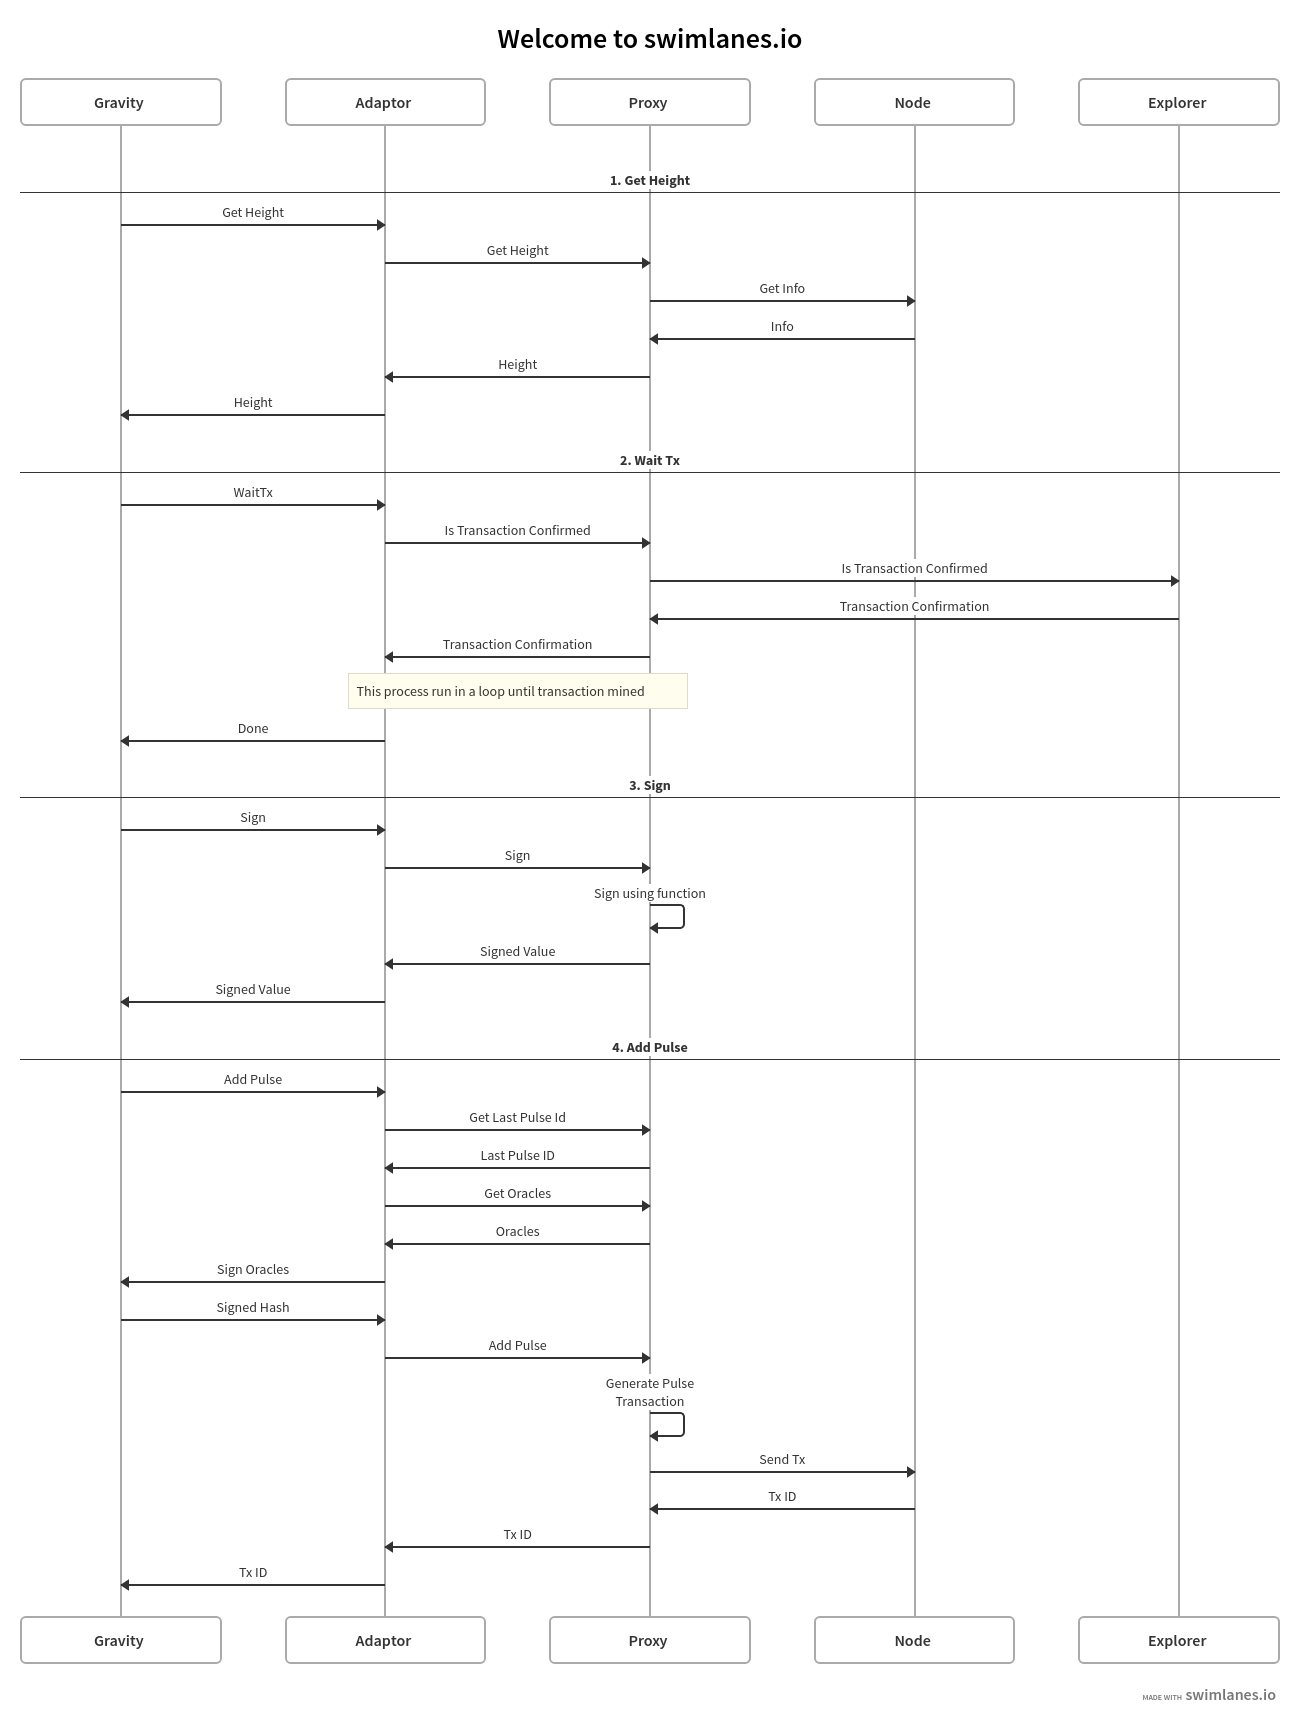 Welcome to swimlanes.io
Gravity
Adaptor
Proxy
Node
Explorer
1. Get Height
Get Height
Get Height
Get Info
Info
Height
Height
2. Wait Tx
WaitTx
Is Transaction Confirmed
Is Transaction Confirmed
Transaction Confirmation
Transaction Confirmation
This process run in a loop until transaction mined
Done
3. Sign
Sign
Sign
Sign using function
Signed Value
Signed Value
4. Add Pulse
Add Pulse
Get Last Pulse Id
Last Pulse ID
Get Oracles
Oracles
Sign Oracles
Signed Hash
Add Pulse
Generate Pulse
Transaction
Send Tx
Tx ID
Tx ID
Tx ID
Gravity
Adaptor
Proxy
Node
Explorer
MADE WITH swimlanes.io